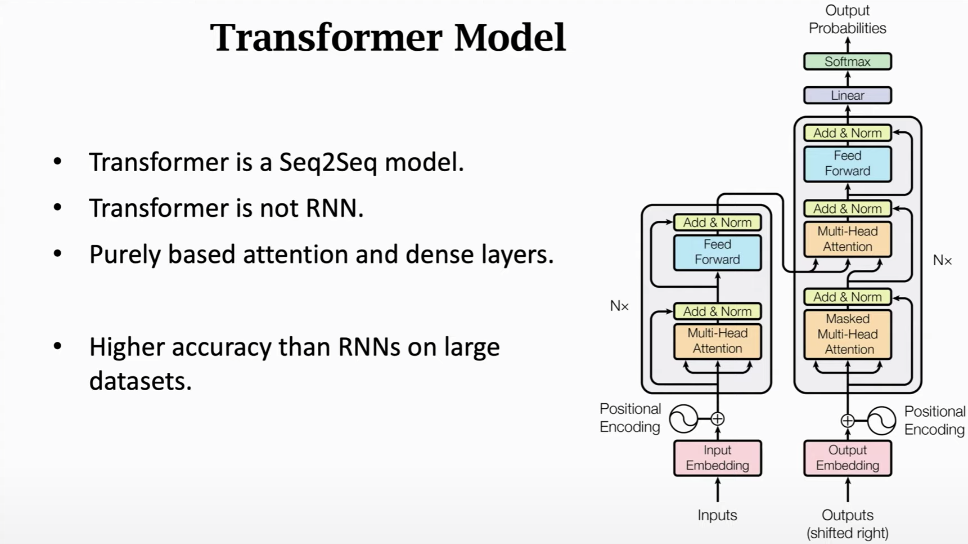 Transformer Model
• Transformer is a Seq2Seq model.
• Transformer is not RNN.
• Purely based attention and dense layers.
• Higher accuracy than RNNs on large
datasets.
Output
Probabilities
Softmax
Linear
Add & Norm
Feed
Forward
Add & Norm
Multi-Head
Attention
Nx
Add & Norm
Masked
Multi-Head
Attention
Positional
Encoding
Output
Embedding
Outputs
(shifted right)
Add & Norm
Feed
Forward
Nx
Add & Norm
Multi-Head
Attention
Positional
Encoding
Input
Embedding
Inputs